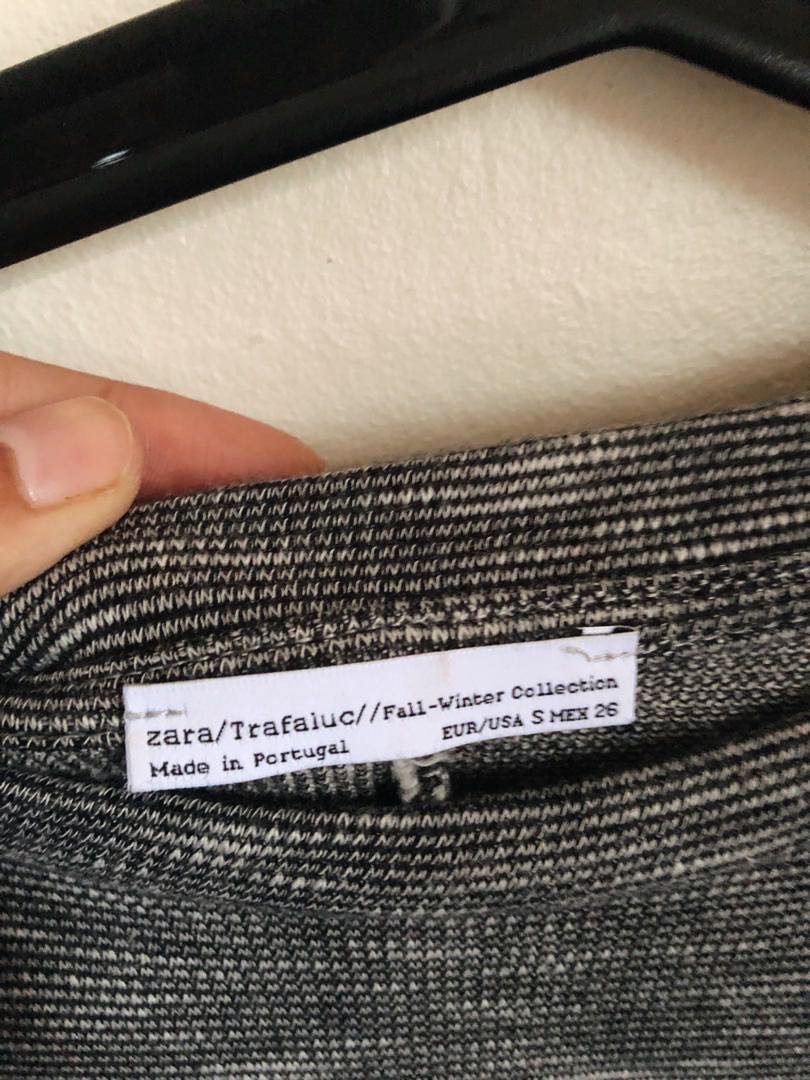 zara/Trafaluc//Fall-Winter Collection
Made in Portugal EUR/USA S MEX 26